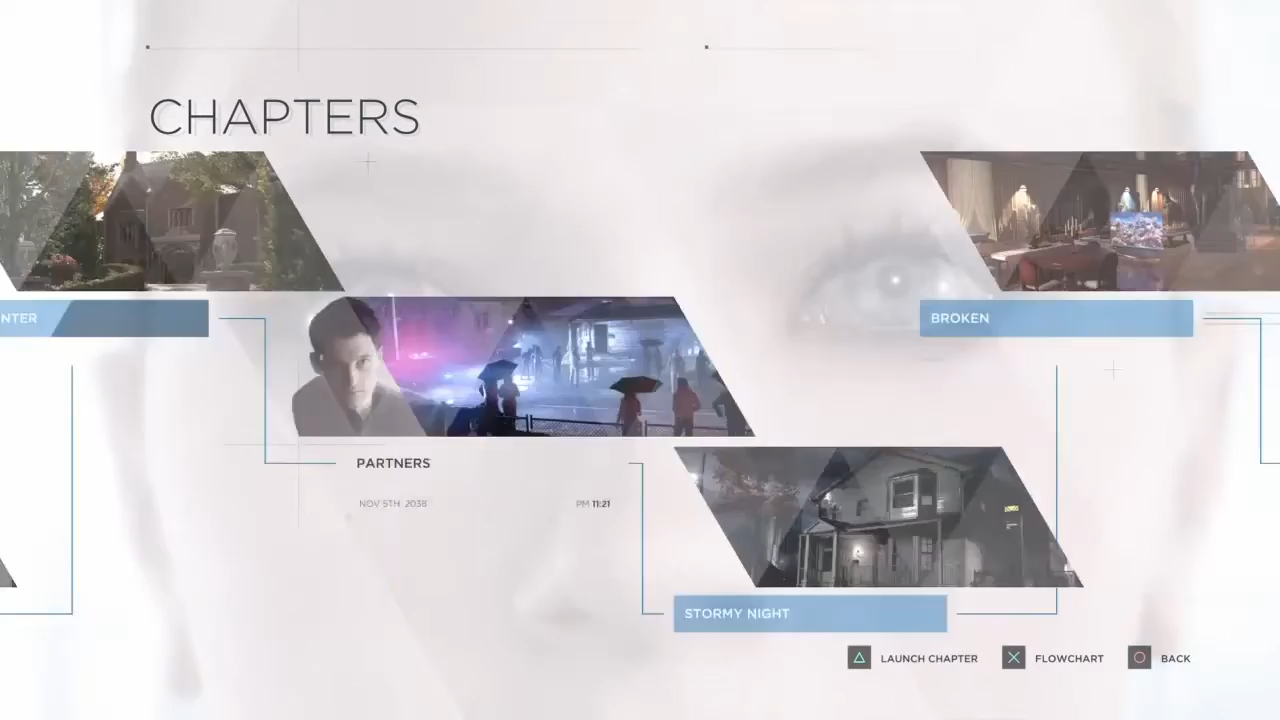 CHAPTERS
NTER
BROKEN
PARTNERS
NOV 5TH, 2038
PM 11:21
STORMY NIGHT
LAUNCH CHAPTER
FLOWCHART
BACK